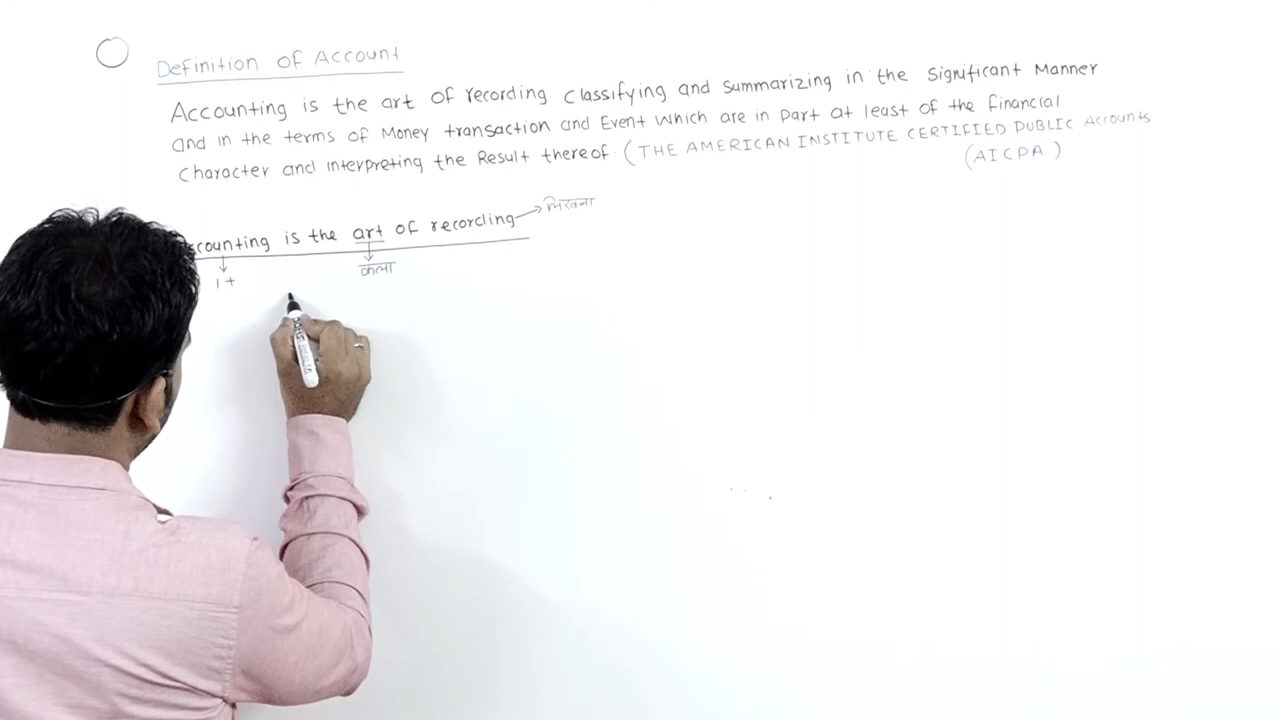 Definition of Account
Accounting is the art of recording classifying and summarizing in the significant Manner
and in the terms of Money transaction and Event which are in part at least of the financial
character and interpreting the Result thereof (THE AMERICAN INSTITUTE CERTIFIED PUBLIC Accounts
(AICPA)
counting is the art of recording लिखना
1+ कला